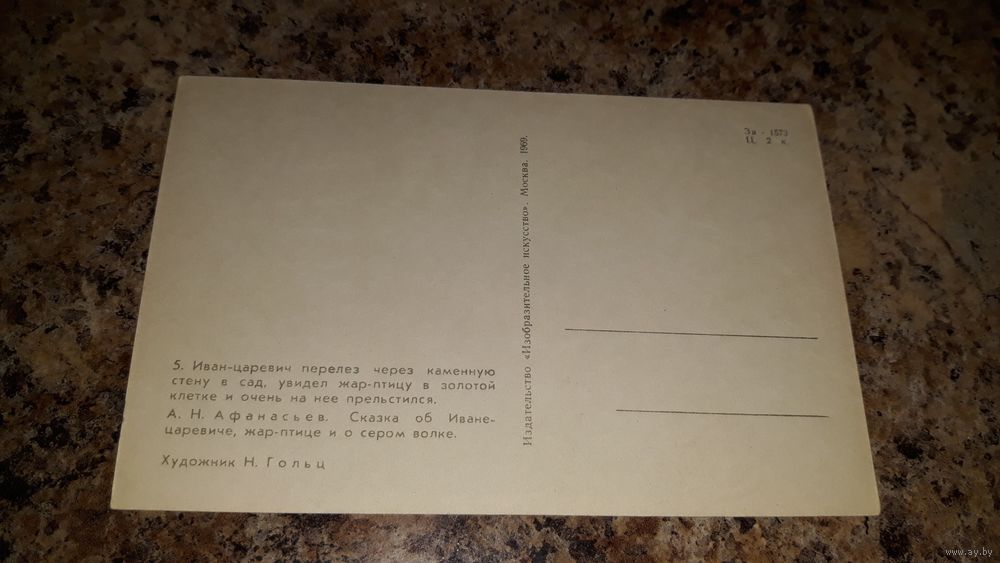 5. Иван-царевич перелез через каменную
стену в сад, увидел жар-птицу в золотой
клетке и очень на нее прельстился.
А. Н. Афанасьев. Сказка об Иване-
царевиче, жар-птице и о сером волке.
Художник Н. Гольц
Издательство «Изобразительное искусство». Москва. 1969.
Зв - 1573
Ц. 2 к.
www.ay.by